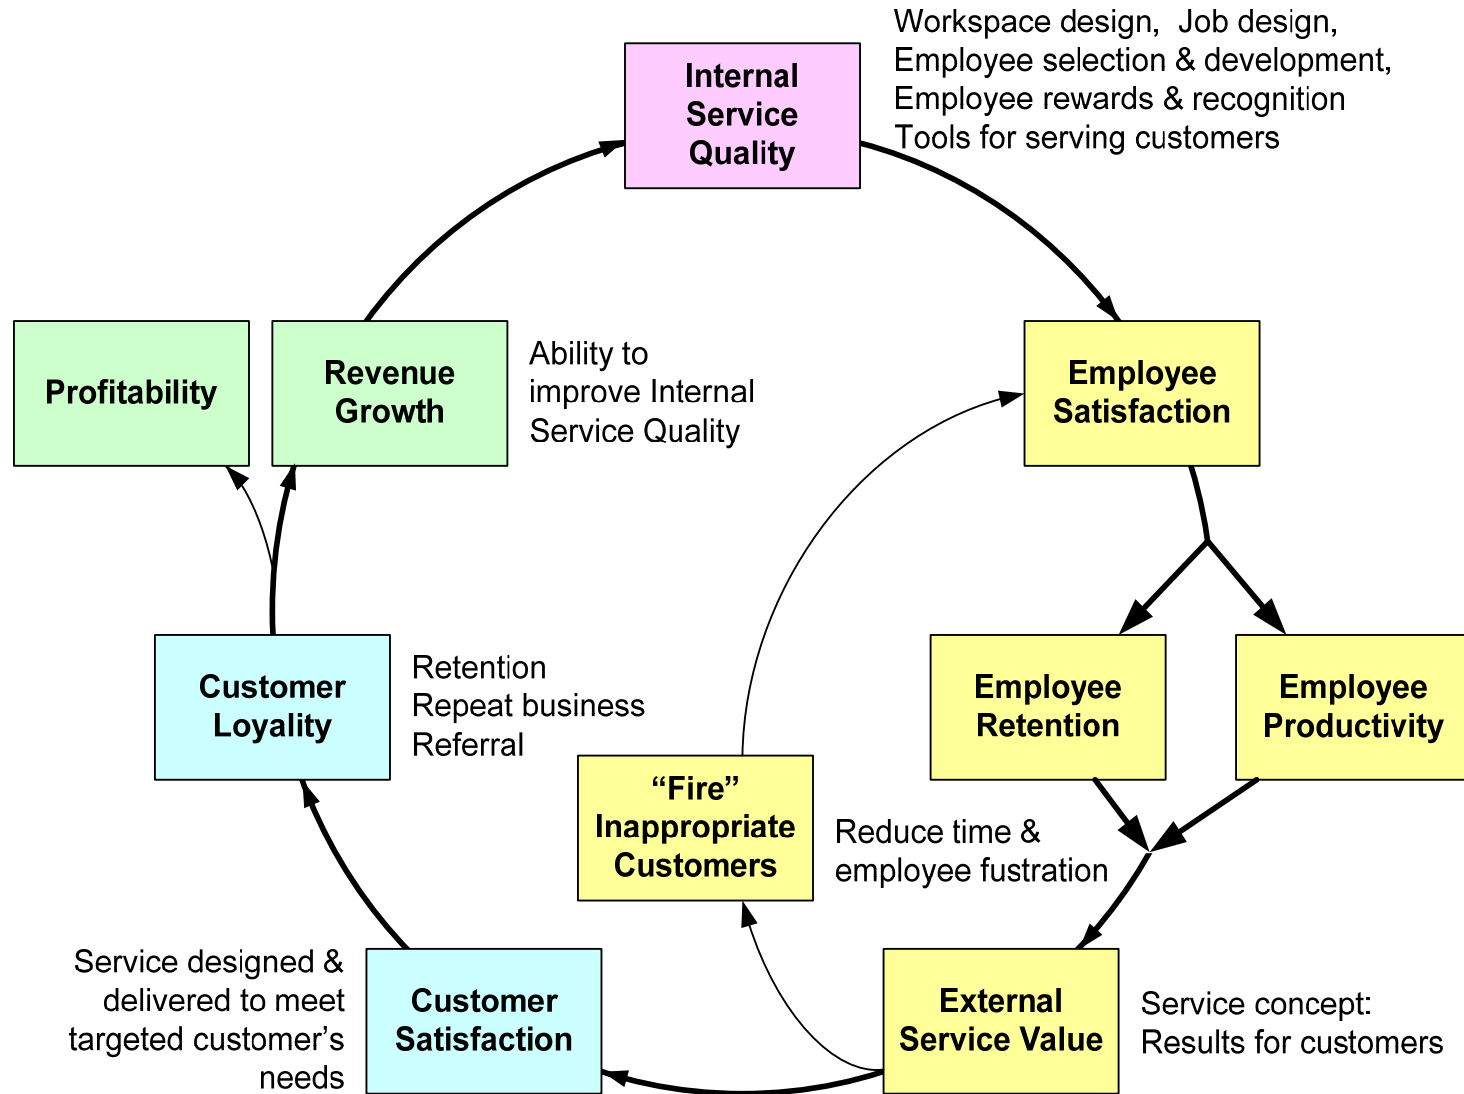 Internal
Service
Quality
Workspace design,  Job design,
Employee selection & development,
Employee rewards & recognition
Tools for serving customers
Profitability
Revenue
Growth
Ability to
improve Internal
Service Quality
Employee
Satisfaction
Customer
Loyality
Retention
Repeat business
Referral
Employee
Retention
Employee
Productivity
“Fire”
Inappropriate
Customers
Reduce time &
employee fustration
Service designed &
delivered to meet
targeted customer’s
needs
Customer
Satisfaction
External
Service Value
Service concept:
Results for customers